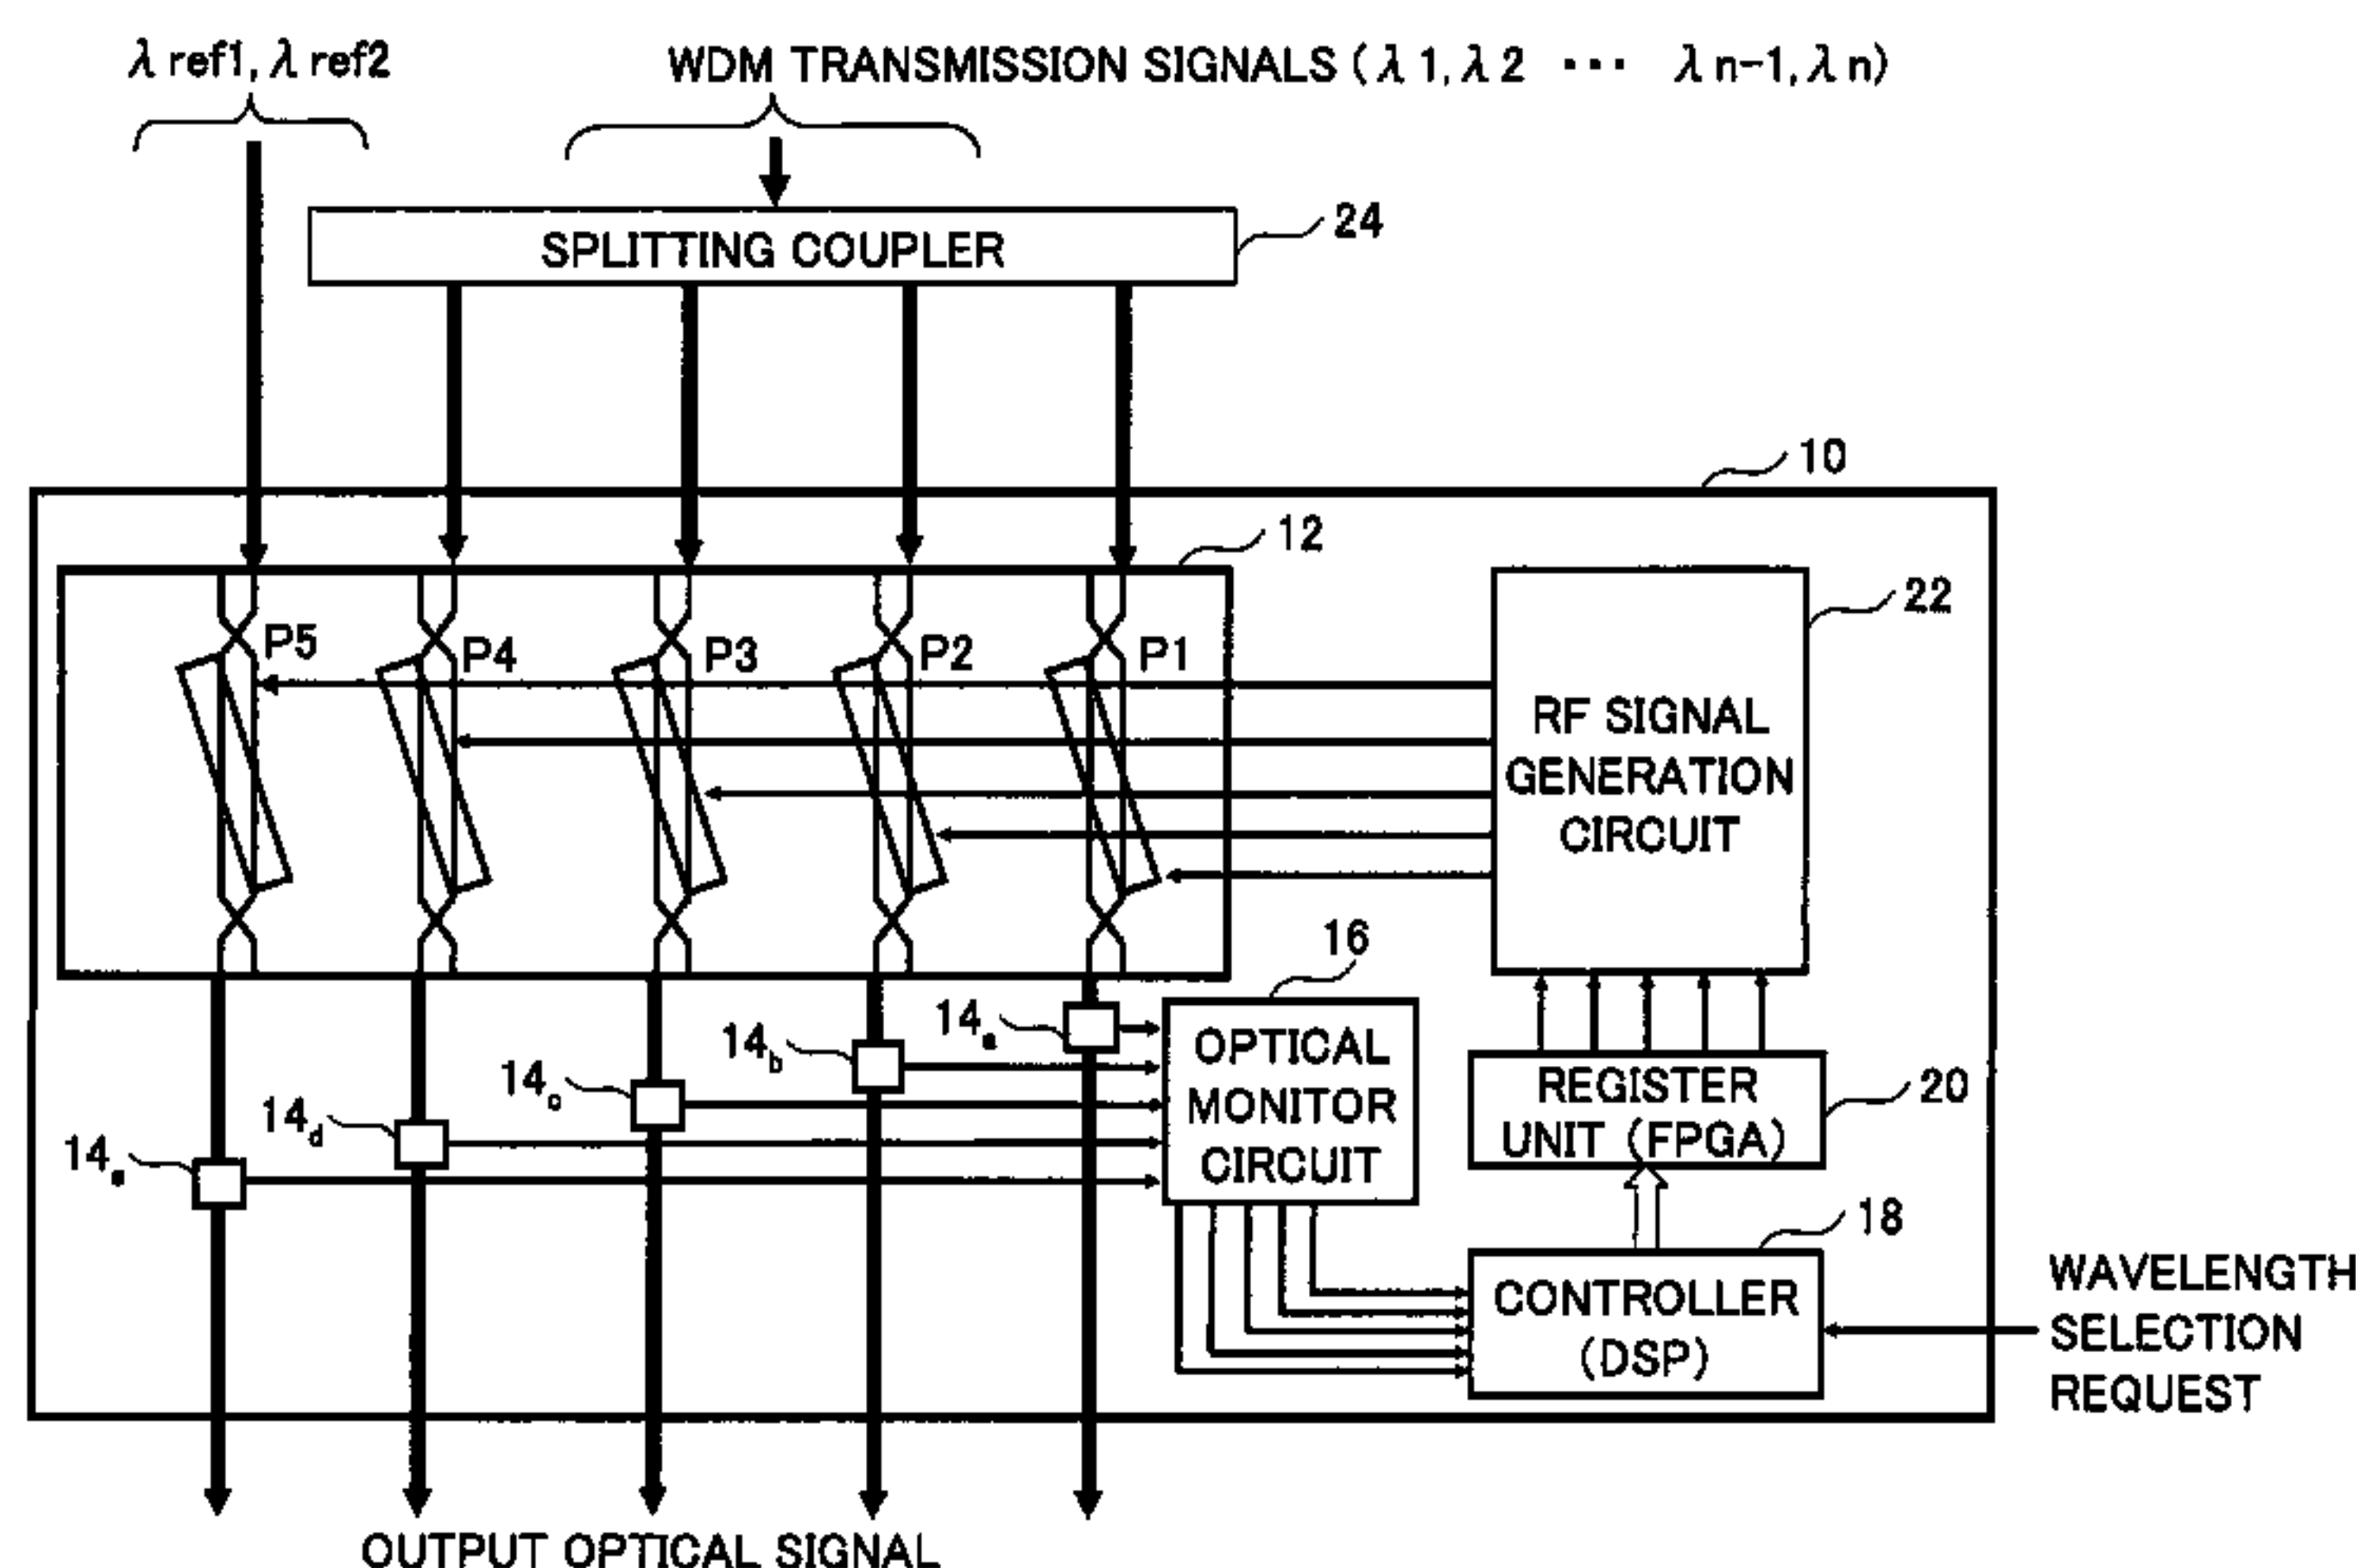 λ ref1, λ ref2
WDM TRANSMISSION SIGNALS (λ 1, λ 2 ··· λ n-1, λ n)
SPLITTING COUPLER
24
10
12
22
P5
P4
P3
P2
P1
RF SIGNAL
GENERATION
CIRCUIT
16
14
14b
14c
14d
14
OPTICAL
MONITOR
CIRCUIT
REGISTER
UNIT (FPGA)
20
18
CONTROLLER
(DSP)
WAVELENGTH
SELECTION
REQUEST
OUTPUT OPTICAL SIGNAL